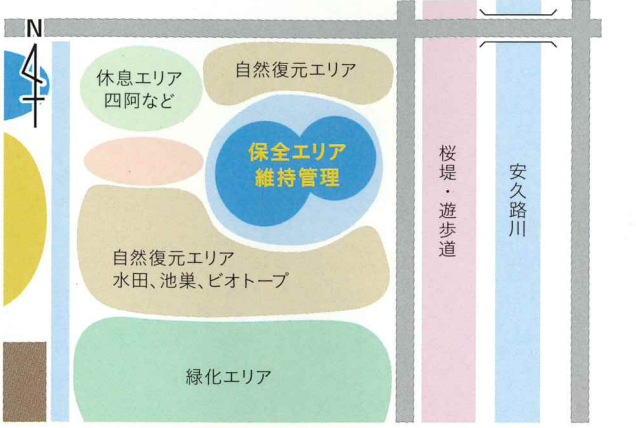 N
休息エリア
四阿など
自然復元エリア
保全エリア
維持管理
自然復元エリア
水田、池巣、ビオトープ
緑化エリア
桜堤・遊歩道
安久路川